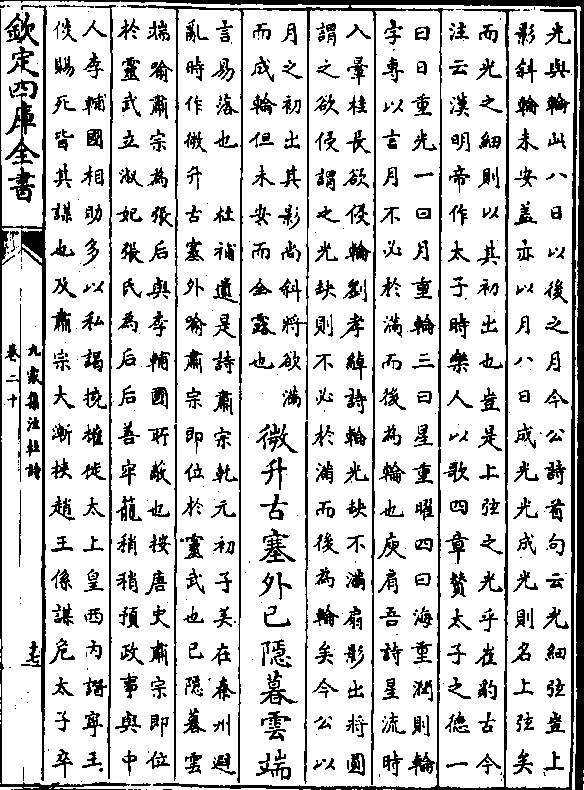 光與輪此八日以後之月今公詩首句云光細弦豈上
影斜輪未安盖亦以月八日成光光成光則名上弦矣
而光之細則以其初出也豈是上弦之光乎崔豹古今
注云漢明帝作太子時樂人以歌四章賛太子之德一
曰日重光一曰月重輪三曰星重曜四曰海重潤則輪
字專以言月不必於滿而後為輪也庾肩吾詩星流時
入暈桂長欲侵輪劉孝綽詩輪光缺不滿扇影出將圓
謂之欲侵謂之光缺則不必於滿而後為輪矣今公以
月之初出其影尚斜將欲滿
而成輪但未安而全露也
微升古塞外已隱暮雲端
言易落也 杜補遺是詩肅宗乾元初子美在秦州避
亂時作微升古塞外喻肅宗即位於靈武也已隱暮雲
端喻肅宗為張后與李輔國所蔽也按唐史肅宗即位
於靈武立淑妃張氏為后后善牢籠稍稍預政事與中
人李輔國相助多以私謁撓權徙太上皇西内譖寧王
倓賜死皆其謀也及肅宗大漸挾趙王係謀危太子卒
欽定四庫全書
九家集注杜詩
卷二十
十七